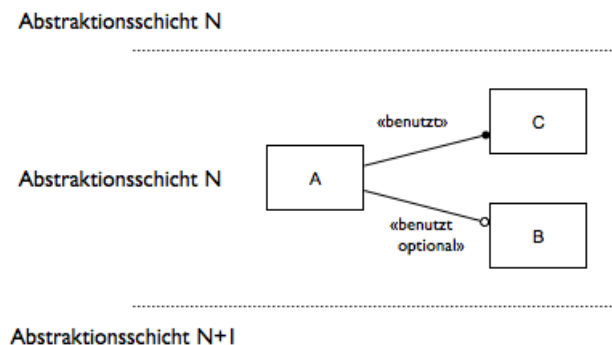 Abstraktionsschicht N
«benutzt»
C
Abstraktionsschicht N
A
«benutzt
optional»
B
Abstraktionsschicht N+1